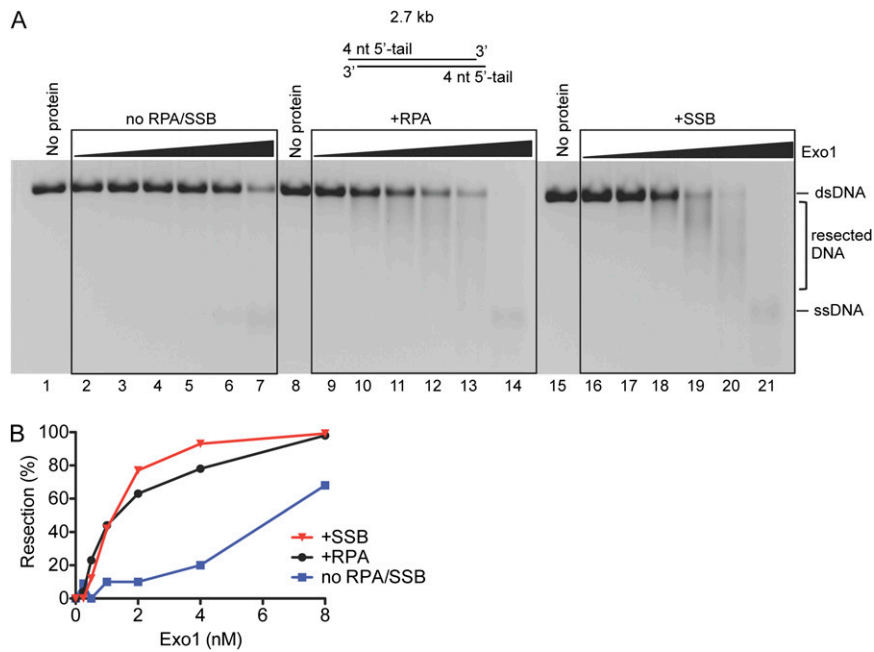 A
2.7 kb
4 nt 5'-tail 3'
3' 4 nt 5'-tail
No protein
no RPA/SSB
No protein
+RPA
No protein
+SSB
Exo1
dsDNA
resected
DNA
ssDNA
1 2 3 4 5 6 7 8 9 10 11 12 13 14 15 16 17 18 19 20 21
B
Resection (%)
100
80
60
40
20
0
+SSB
+RPA
no RPA/SSB
0 2 4 6 8
Exo1 (nM)